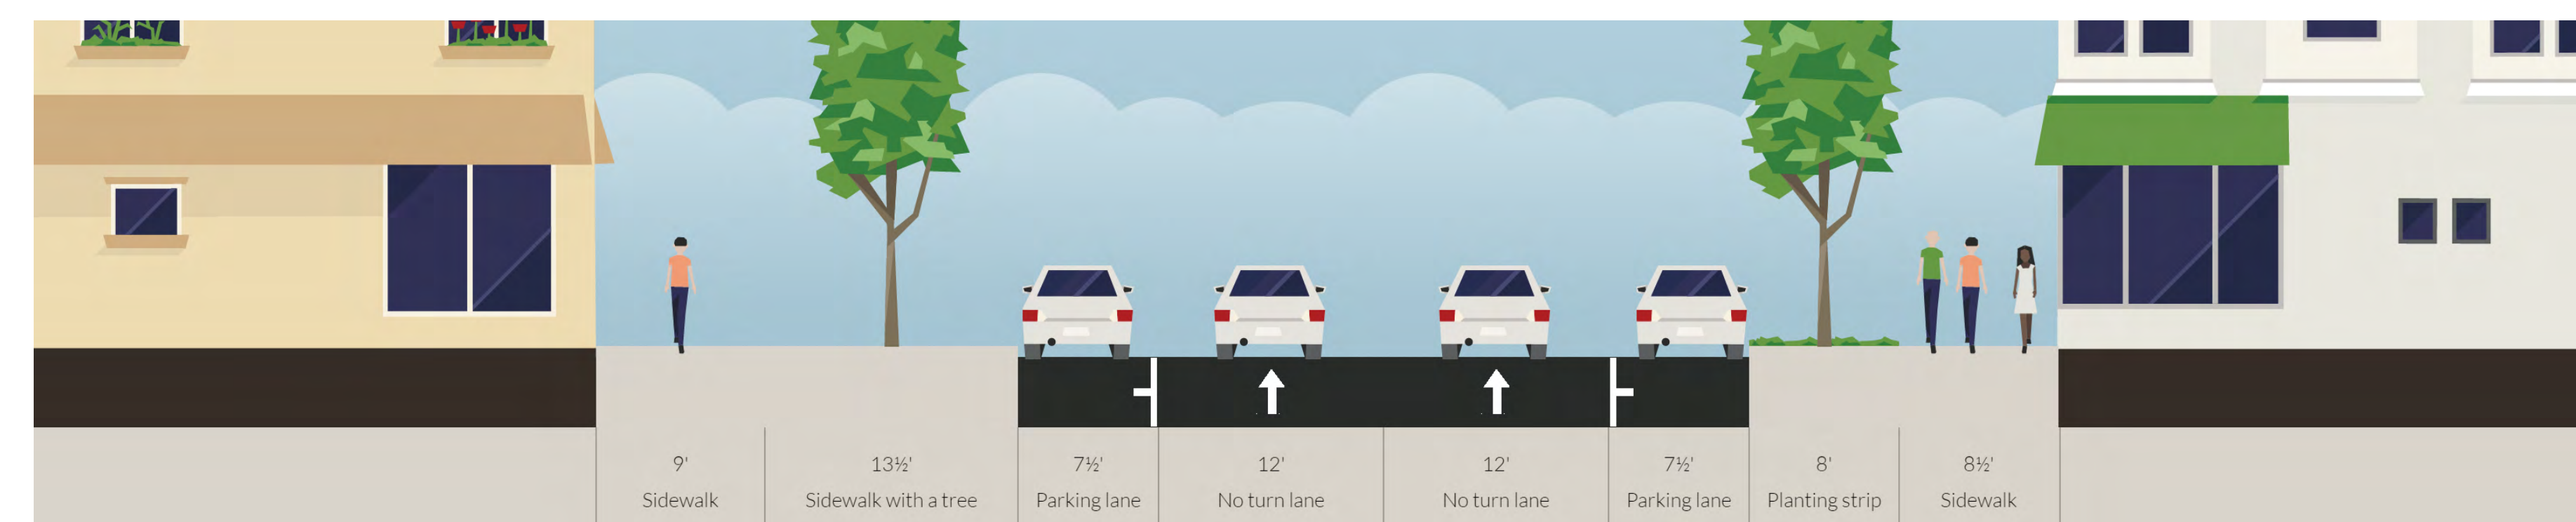 9' 13½' 7½' 12' 12' 7½' 8' 8½'
Sidewalk Sidewalk with a tree Parking lane No turn lane No turn lane Parking lane Planting strip Sidewalk